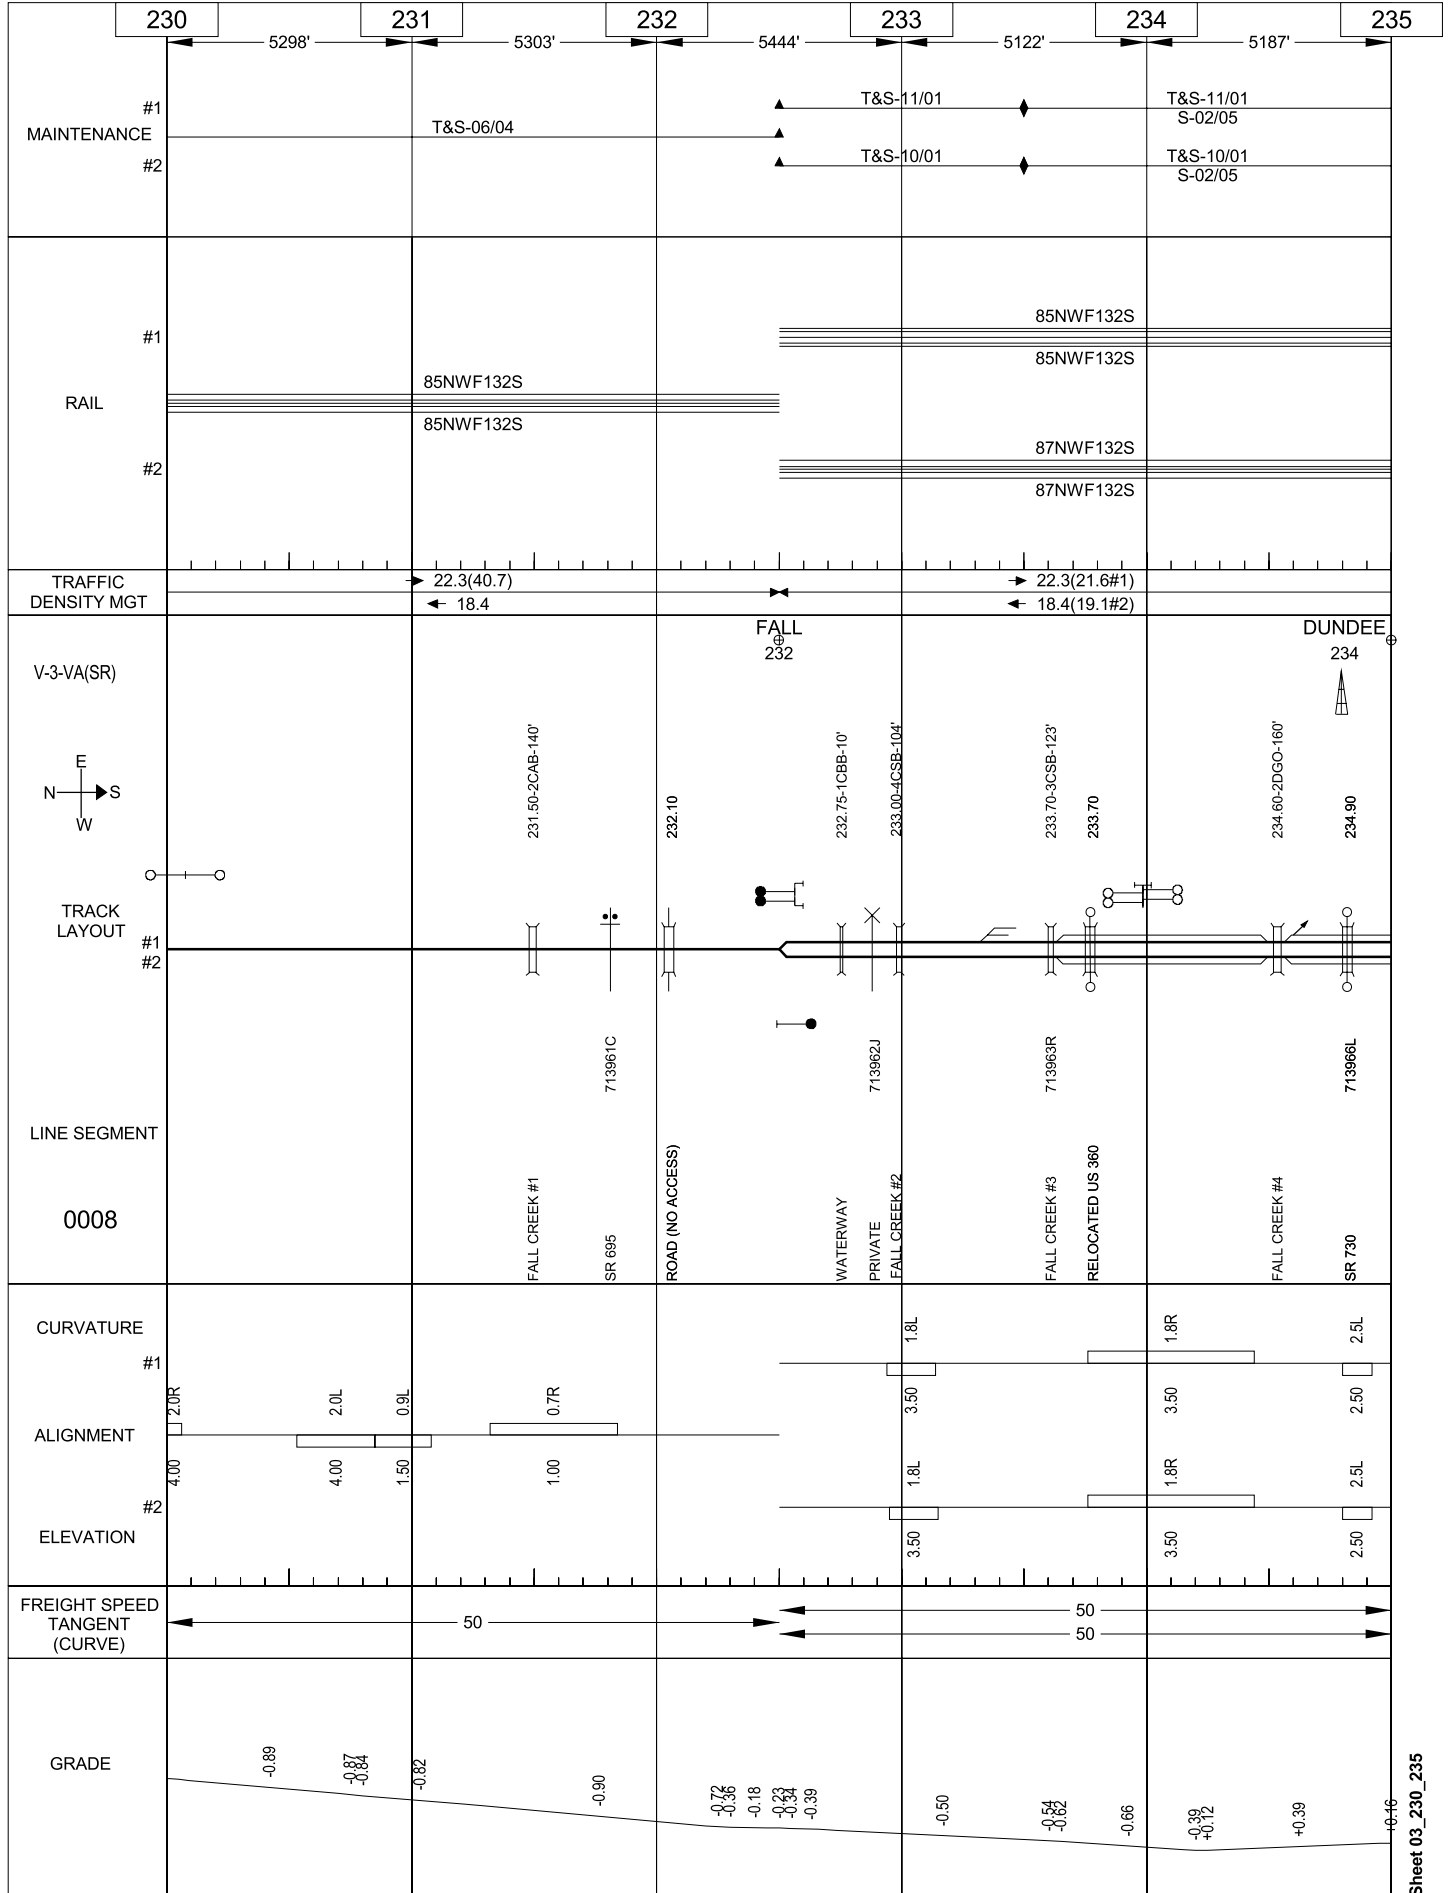 230 231 232 233 234 235
5298' 5303' 5444' 5122' 5187'
#1 T&S-11/01 T&S-11/01
S-02/05
MAINTENANCE T&S-06/04
#2 T&S-10/01 T&S-10/01
S-02/05
85NWF132S
#1
85NWF132S
85NWF132S
RAIL
85NWF132S
87NWF132S
#2
87NWF132S
TRAFFIC 22.3(40.7) 22.3(21.6#1)
DENSITY MGT 18.4 18.4(19.1#2)
FALL DUNDEE
232 234
V-3-VA(SR)
E
N S
W
231.50-2CAB-140'
232.10
232.75-1CBB-10'
233.00-4CSB-104'
233.70-3CSB-123'
233.70
234.60-2DGO-160'
234.90
TRACK
LAYOUT
#1
#2
713961C
713962J
713963R
713966L
LINE SEGMENT
0008
FALL CREEK #1
SR 695
ROAD (NO ACCESS)
WATERWAY
PRIVATE
FALL CREEK #2
FALL CREEK #3
RELOCATED US 360
FALL CREEK #4
SR 730
CURVATURE
1.8L 1.8R 2.5L
#1
3.50 3.50 2.50
2.0R 2.0L 0.9L 0.7R
ALIGNMENT
4.00 4.00 1.50 1.00
1.8L 1.8R 2.5L
#2
ELEVATION
3.50 3.50 2.50
FREIGHT SPEED
TANGENT
(CURVE)
50
50
50
GRADE
-0.89
-0.87
-0.84
-0.82
-0.90
-0.72
-0.36
-0.18
-0.23
-0.34
-0.39
-0.50
-0.54
-0.62
-0.66
-0.39
+0.12
+0.39
+0.16
Sheet 03_230_235